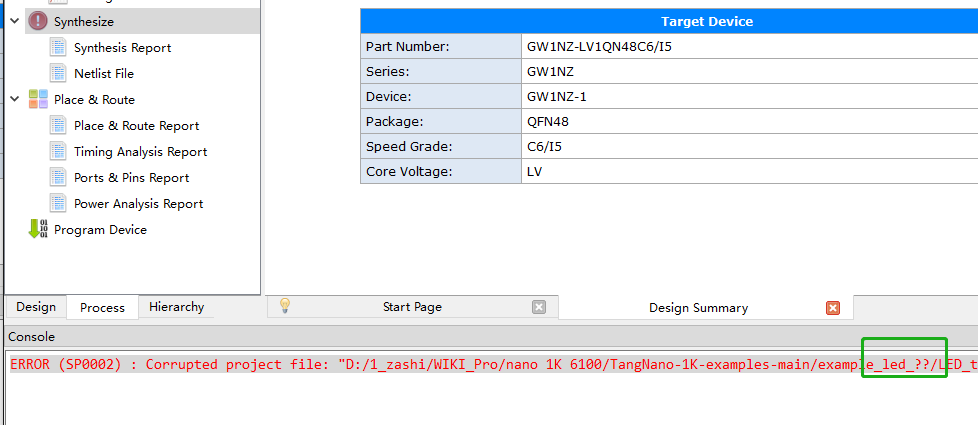 Synthesize
Synthesis Report
Netlist File
Place & Route
Place & Route Report
Timing Analysis Report
Ports & Pins Report
Power Analysis Report
Program Device
Target Device
Part Number: GW1NZ-LV1QN48C6/I5
Series: GW1NZ
Device: GW1NZ-1
Package: QFN48
Speed Grade: C6/I5
Core Voltage: LV
Design Process Hierarchy
Start Page
Design Summary
Console
ERROR (SP0002) : Corrupted project file: "D:/1_zashi/WIKI_Pro/nano 1K 6100/TangNano-1K-examples-main/example_led_??/LED_t